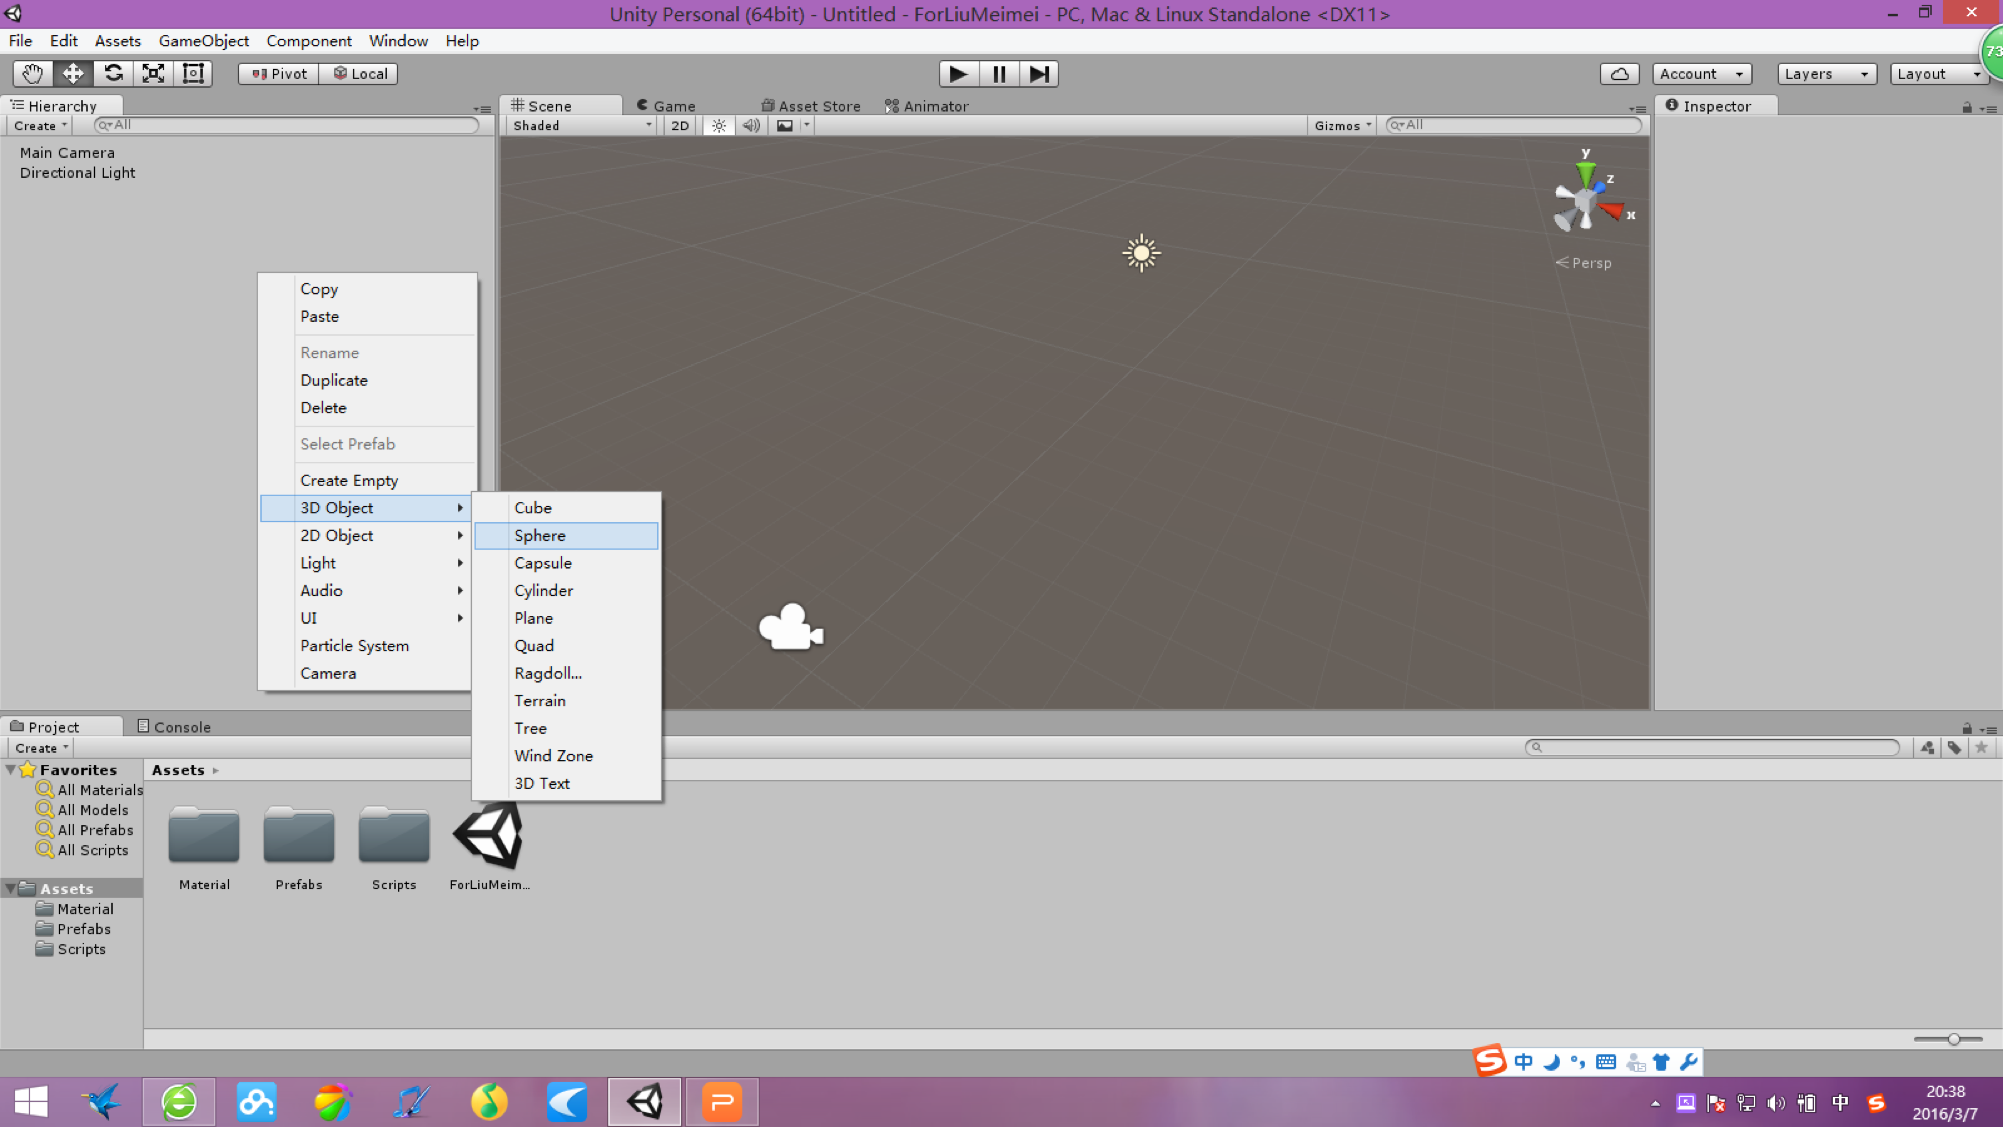 Unity Personal (64bit) - Untitled - ForLiuMeimei - PC, Mac & Linux Standalone <DX11>
File Edit Assets GameObject Component Window Help
73
Pivot Local Account Layers Layout
Hierarchy Scene Game Asset Store Animator Inspector
Create All Shaded 2D Gizmos All
Main Camera
Directional Light
y
z
x
Persp
Copy
Paste
Rename
Duplicate
Delete
Select Prefab
Create Empty
3D Object
2D Object
Light
Audio
UI
Particle System
Camera
Cube
Sphere
Capsule
Cylinder
Plane
Quad
Ragdoll...
Terrain
Tree
Wind Zone
3D Text
Project Console
Create
Favorites
All Materials
All Models
All Prefabs
All Scripts
Assets
Material
Prefabs
Scripts
Assets
Material Prefabs Scripts ForLiuMeim...
中
中
20:38
2016/3/7